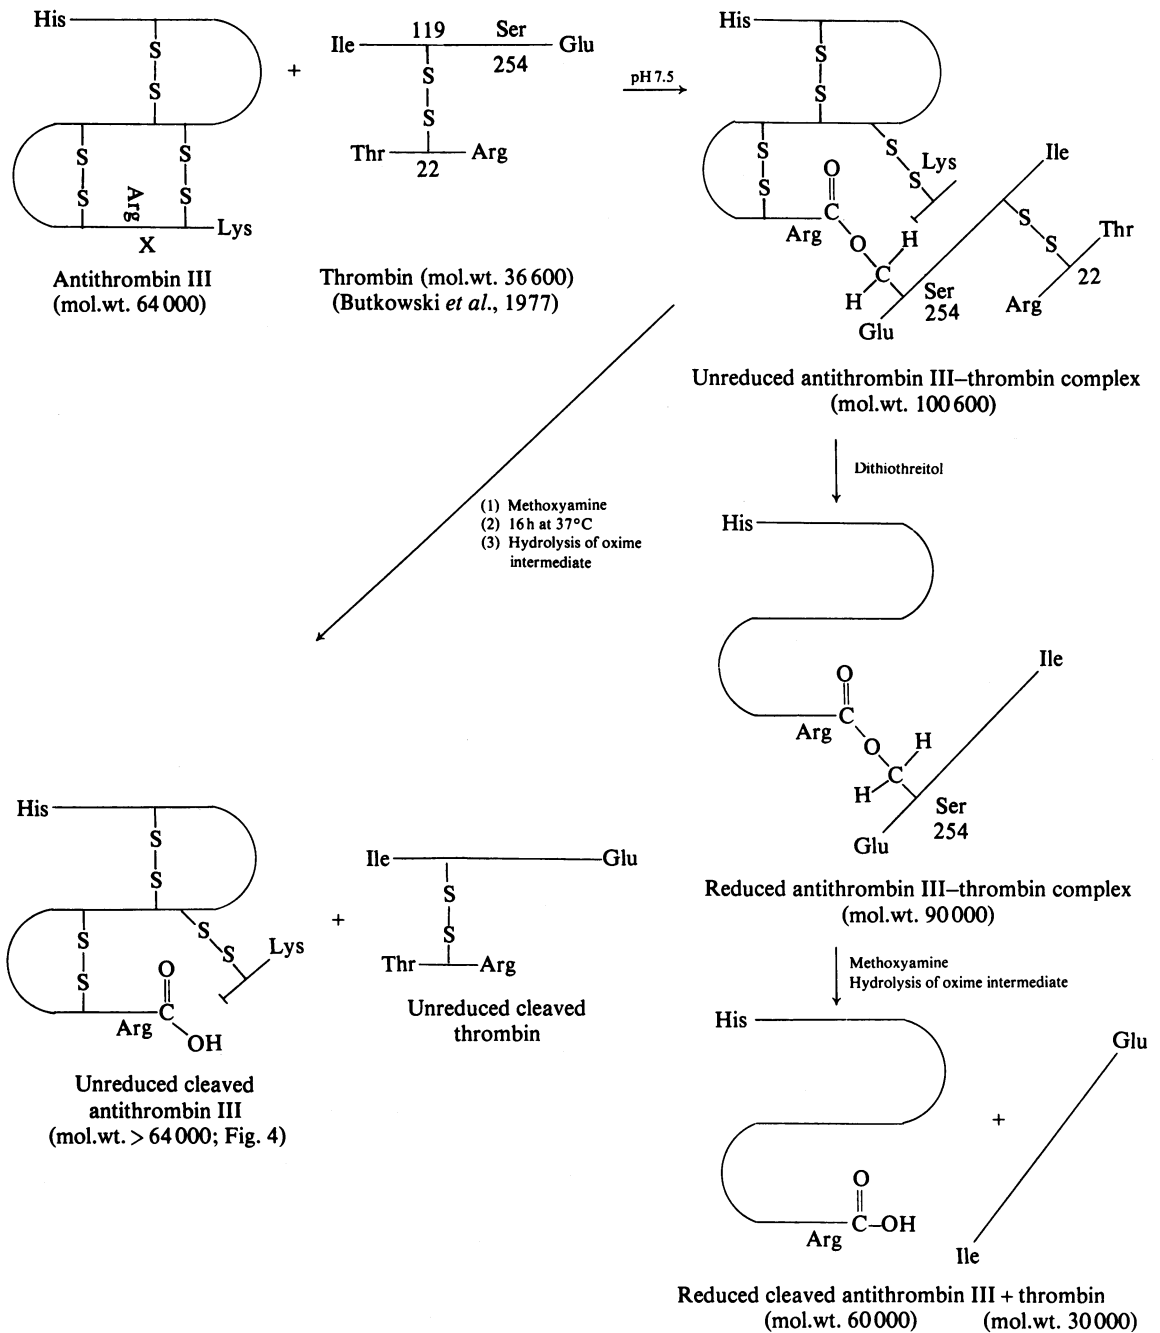 His
S
S
S
S
S
S
Arg
X
Lys
Antithrombin III
(mol.wt. 64 000)
+
Ile
119
Ser
254
Glu
S
S
Thr
22
Arg
Thrombin (mol.wt. 36 600)
(Butkowski et al., 1977)
pH 7.5
His
S
S
S
S
S
S
Lys
O
C
Arg
O
H
C
H
Glu
Ser
254
Ile
S
S
Thr
22
Arg
Unreduced antithrombin III–thrombin complex
(mol.wt. 100 600)
Dithiothreitol
(1) Methoxyamine
(2) 16 h at 37°C
(3) Hydrolysis of oxime
intermediate
His
O
C
Arg
O
H
C
H
Ile
Ser
254
Glu
Reduced antithrombin III–thrombin complex
(mol.wt. 90 000)
Methoxyamine
Hydrolysis of oxime intermediate
His
S
S
S
S
S
S
Lys
O
C
Arg
OH
Unreduced cleaved
antithrombin III
(mol.wt. > 64 000; Fig. 4)
+
Ile
Glu
S
S
Thr
Arg
Unreduced cleaved
thrombin
His
O
C–OH
Arg
+
Glu
Ile
Reduced cleaved antithrombin III + thrombin
(mol.wt. 60 000) (mol.wt. 30 000)